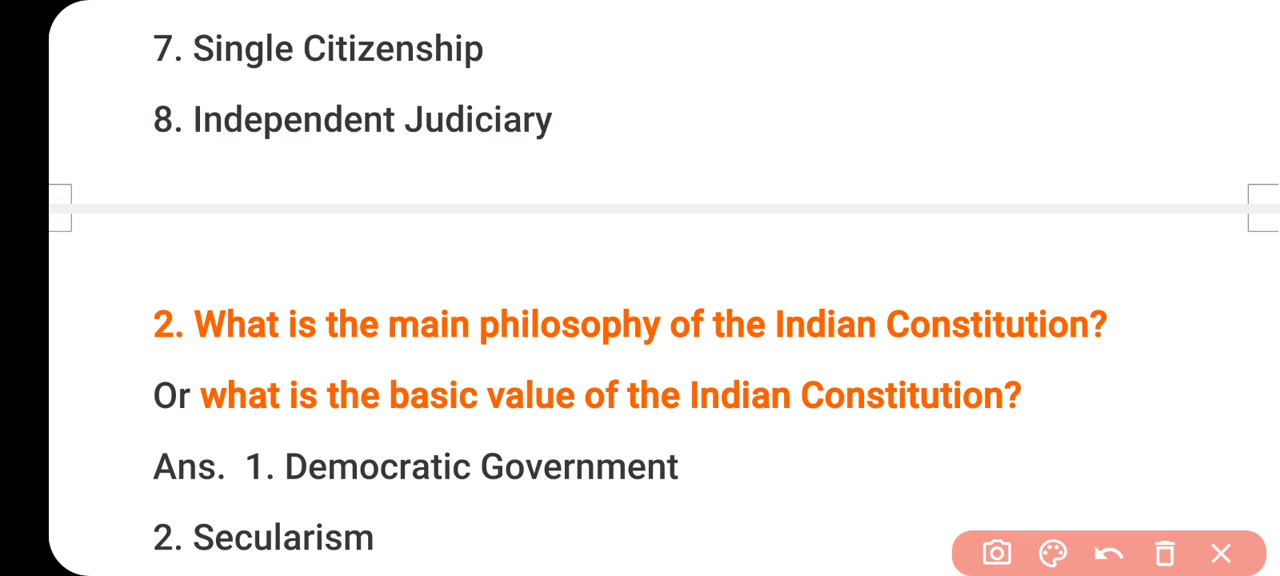 7. Single Citizenship
8. Independent Judiciary
2. What is the main philosophy of the Indian Constitution?
Or what is the basic value of the Indian Constitution?
Ans. 1. Democratic Government
2. Secularism